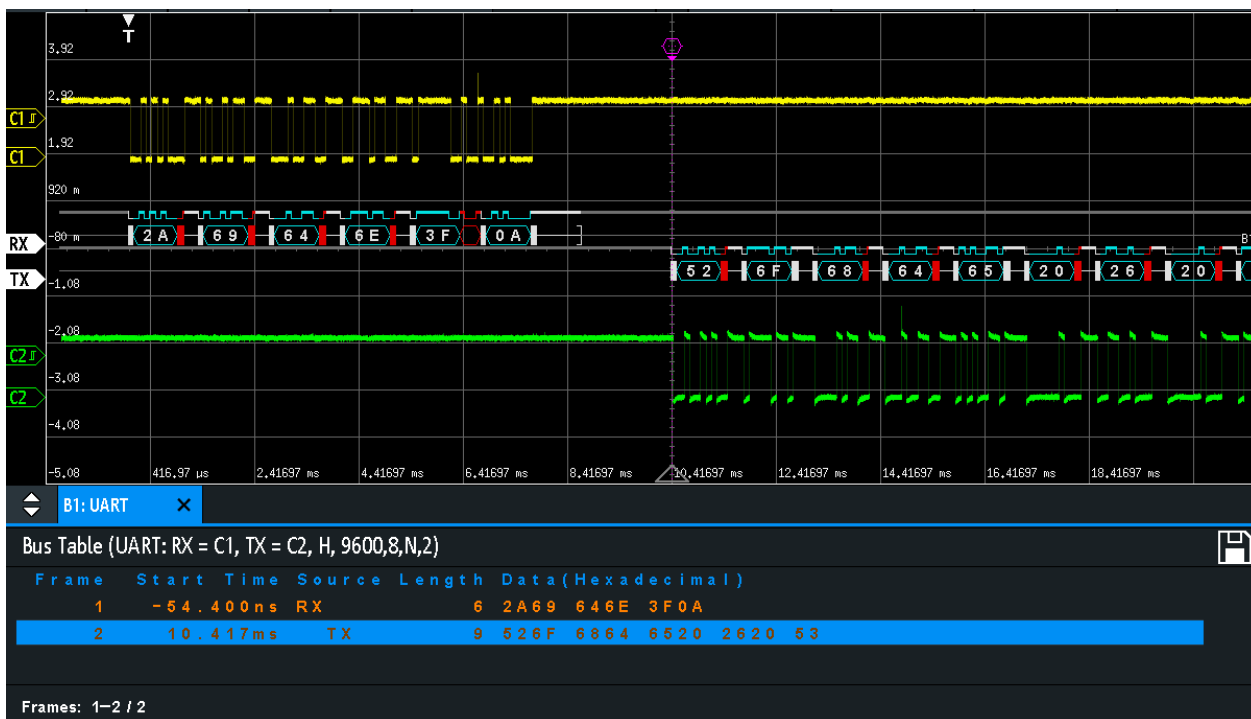 T
3.92
2.92
C1
1.92
C1
920 m
RX
-80 m
2A 69 64 6E 3F 0A
B
TX
-1.08
52 6F 68 64 65 20 26 20
-2.08
C2
-3.08
C2
-4.08
-5.08 416.97 µs 2.41697 ms 4.41697 ms 6.41697 ms 8.41697 ms 10.41697 ms 12.41697 ms 14.41697 ms 16.41697 ms 18.41697 ms
B1: UART ×
Bus Table (UART: RX = C1, TX = C2, H, 9600,8,N,2)
Frame Start Time Source Length Data(Hexadecimal)
1 -54.400ns RX 6 2A69 646E 3F0A
2 10.417ms TX 9 526F 6864 6520 2620 53
Frames: 1-2 / 2